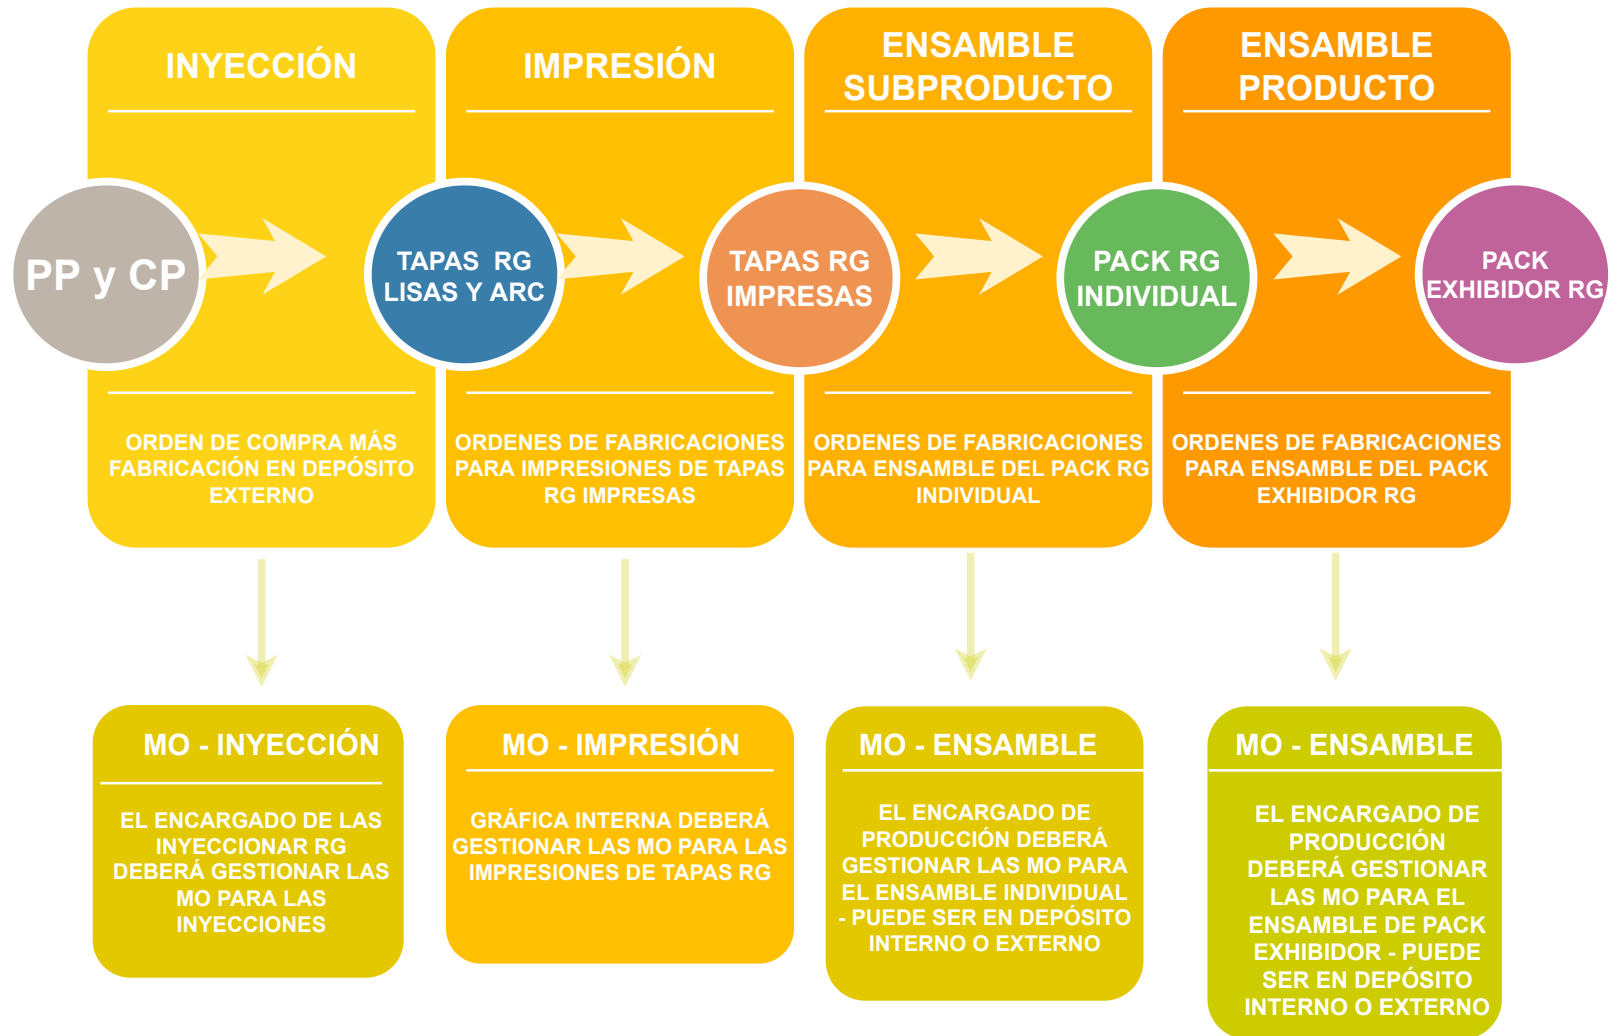 INYECCIÓN
IMPRESIÓN
ENSAMBLE
SUBPRODUCTO
ENSAMBLE
PRODUCTO
PP y CP
TAPAS RG
LISAS Y ARC
TAPAS RG
IMPRESAS
PACK RG
INDIVIDUAL
PACK
EXHIBIDOR RG
ORDEN DE COMPRA MÁS
FABRICACIÓN EN DEPÓSITO
EXTERNO
ORDENES DE FABRICACIONES
PARA IMPRESIONES DE TAPAS
RG IMPRESAS
ORDENES DE FABRICACIONES
PARA ENSAMBLE DEL PACK RG
INDIVIDUAL
ORDENES DE FABRICACIONES
PARA ENSAMBLE DEL PACK
EXHIBIDOR RG
MO - INYECCIÓN
EL ENCARGADO DE LAS
INYECCIONAR RG
DEBERÁ GESTIONAR LAS
MO PARA LAS
INYECCIONES
MO - IMPRESIÓN
GRÁFICA INTERNA DEBERÁ
GESTIONAR LAS MO PARA LAS
IMPRESIONES DE TAPAS RG
MO - ENSAMBLE
EL ENCARGADO DE
PRODUCCIÓN DEBERÁ
GESTIONAR LAS MO PARA
EL ENSAMBLE INDIVIDUAL
- PUEDE SER EN DEPÓSITO
INTERNO O EXTERNO
MO - ENSAMBLE
EL ENCARGADO DE
PRODUCCIÓN
DEBERÁ GESTIONAR
LAS MO PARA EL
ENSAMBLE DE PACK
EXHIBIDOR - PUEDE
SER EN DEPÓSITO
INTERNO O EXTERNO